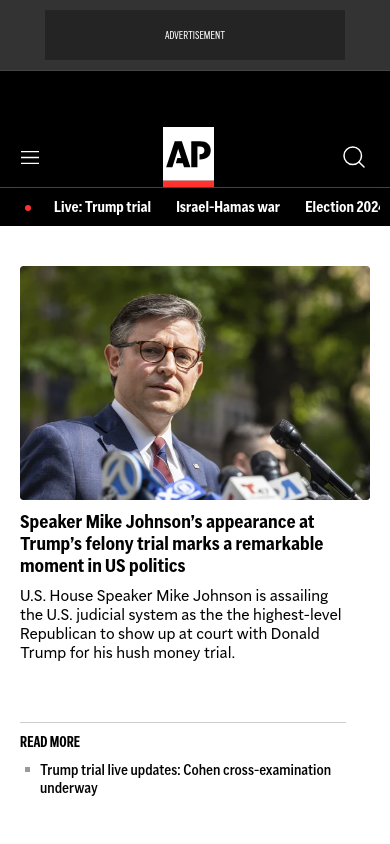 ADVERTISEMENT
AP
Live: Trump trial
Israel-Hamas war
Election 2024
Speaker Mike Johnson’s appearance at
Trump’s felony trial marks a remarkable
moment in US politics
U.S. House Speaker Mike Johnson is assailing
the U.S. judicial system as the the highest-level
Republican to show up at court with Donald
Trump for his hush money trial.
READ MORE
Trump trial live updates: Cohen cross-examination
underway